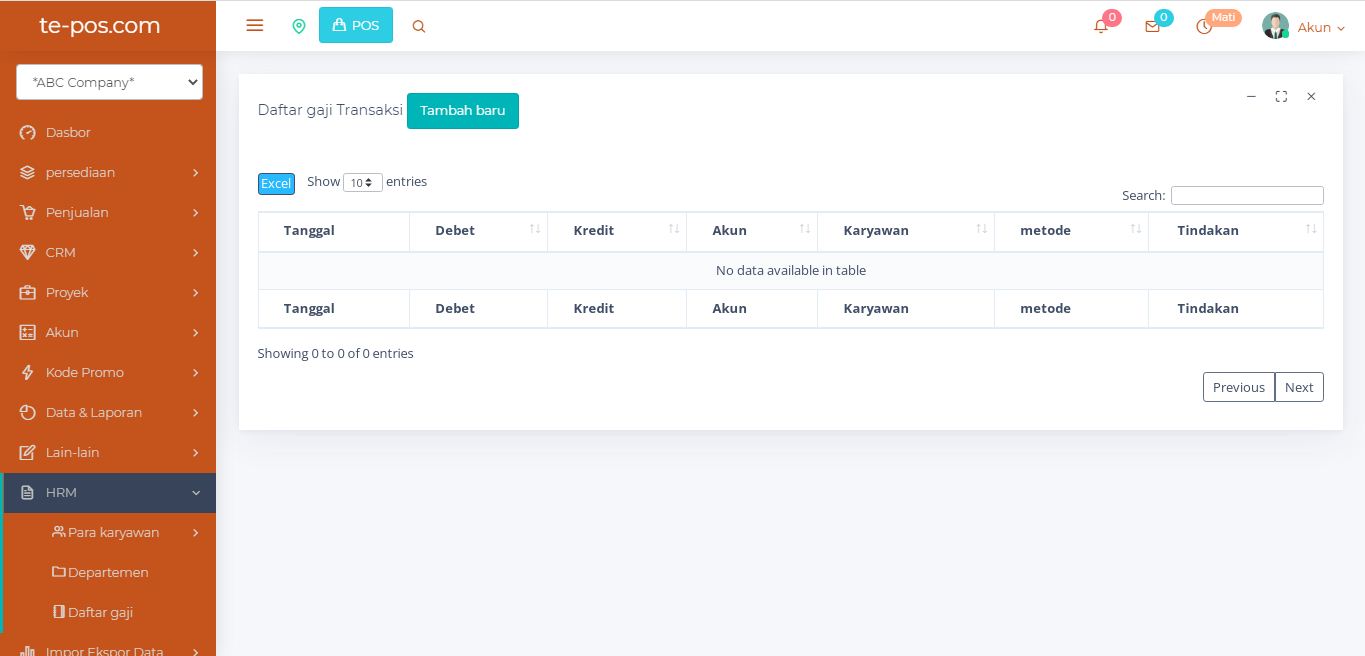 te-pos.com
POS
0
0
Mati
Akun
*ABC Company*
Dasbor
persediaan
Penjualan
CRM
Proyek
Akun
Kode Promo
Data & Laporan
Lain-lain
HRM
Para karyawan
Departemen
Daftar gaji
Impor Ekspor Data
Daftar gaji Transaksi Tambah baru
Excel Show 10 entries
Search:
Tanggal Debet Kredit Akun Karyawan metode Tindakan
No data available in table
Tanggal Debet Kredit Akun Karyawan metode Tindakan
Showing 0 to 0 of 0 entries
Previous Next